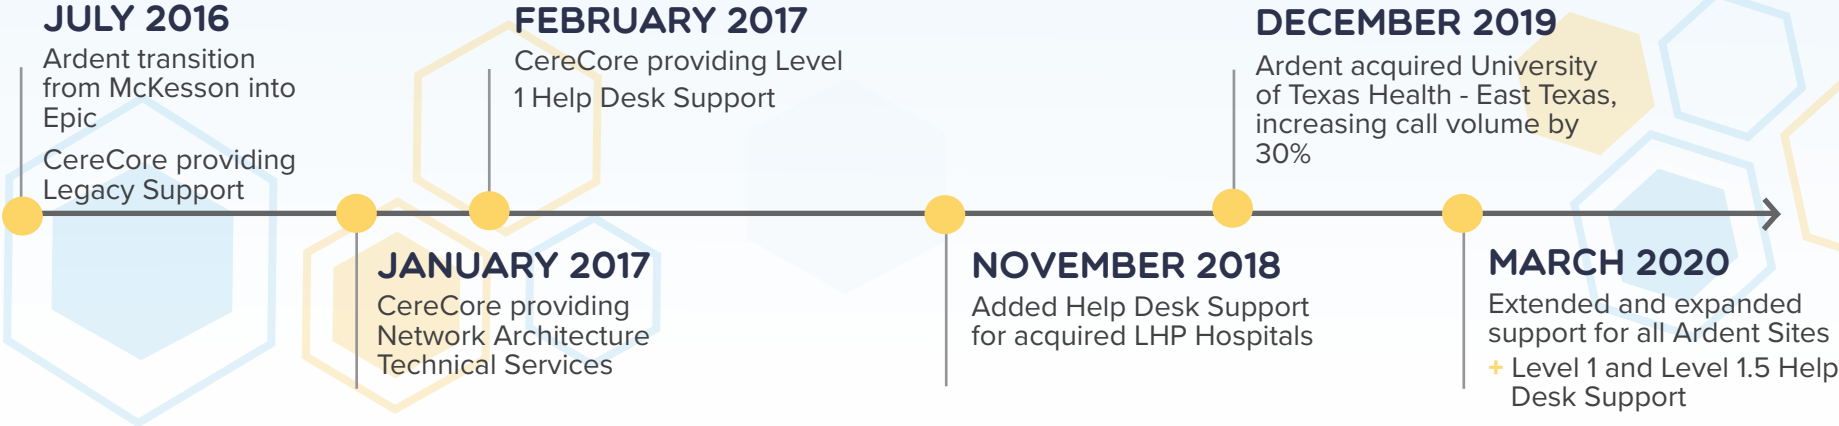 JULY 2016
Ardent transition
from McKesson into
Epic
CereCore providing
Legacy Support
JANUARY 2017
CereCore providing
Network Architecture
Technical Services
FEBRUARY 2017
CereCore providing Level
1 Help Desk Support
NOVEMBER 2018
Added Help Desk Support
for acquired LHP Hospitals
DECEMBER 2019
Ardent acquired University
of Texas Health - East Texas,
increasing call volume by
30%
MARCH 2020
Extended and expanded
support for all Ardent Sites
+ Level 1 and Level 1.5 Help
Desk Support